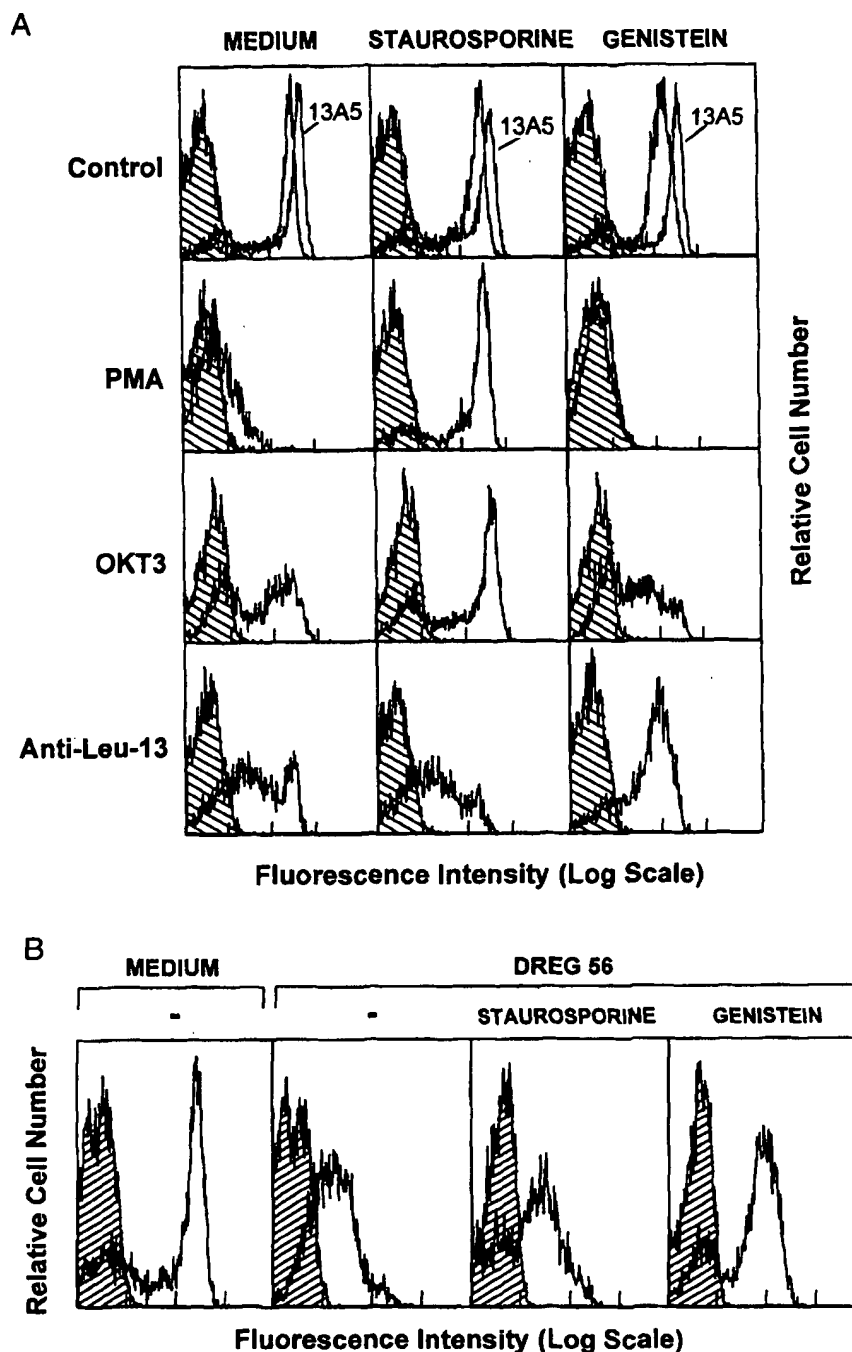 A
MEDIUM STAUROSPORINE GENISTEIN
13A5 13A5 13A5
Control
PMA
OKT3
Anti-Leu-13
Relative Cell Number
Fluorescence Intensity (Log Scale)
B
MEDIUM DREG 56
- - STAUROSPORINE GENISTEIN
Relative Cell Number
Fluorescence Intensity (Log Scale)